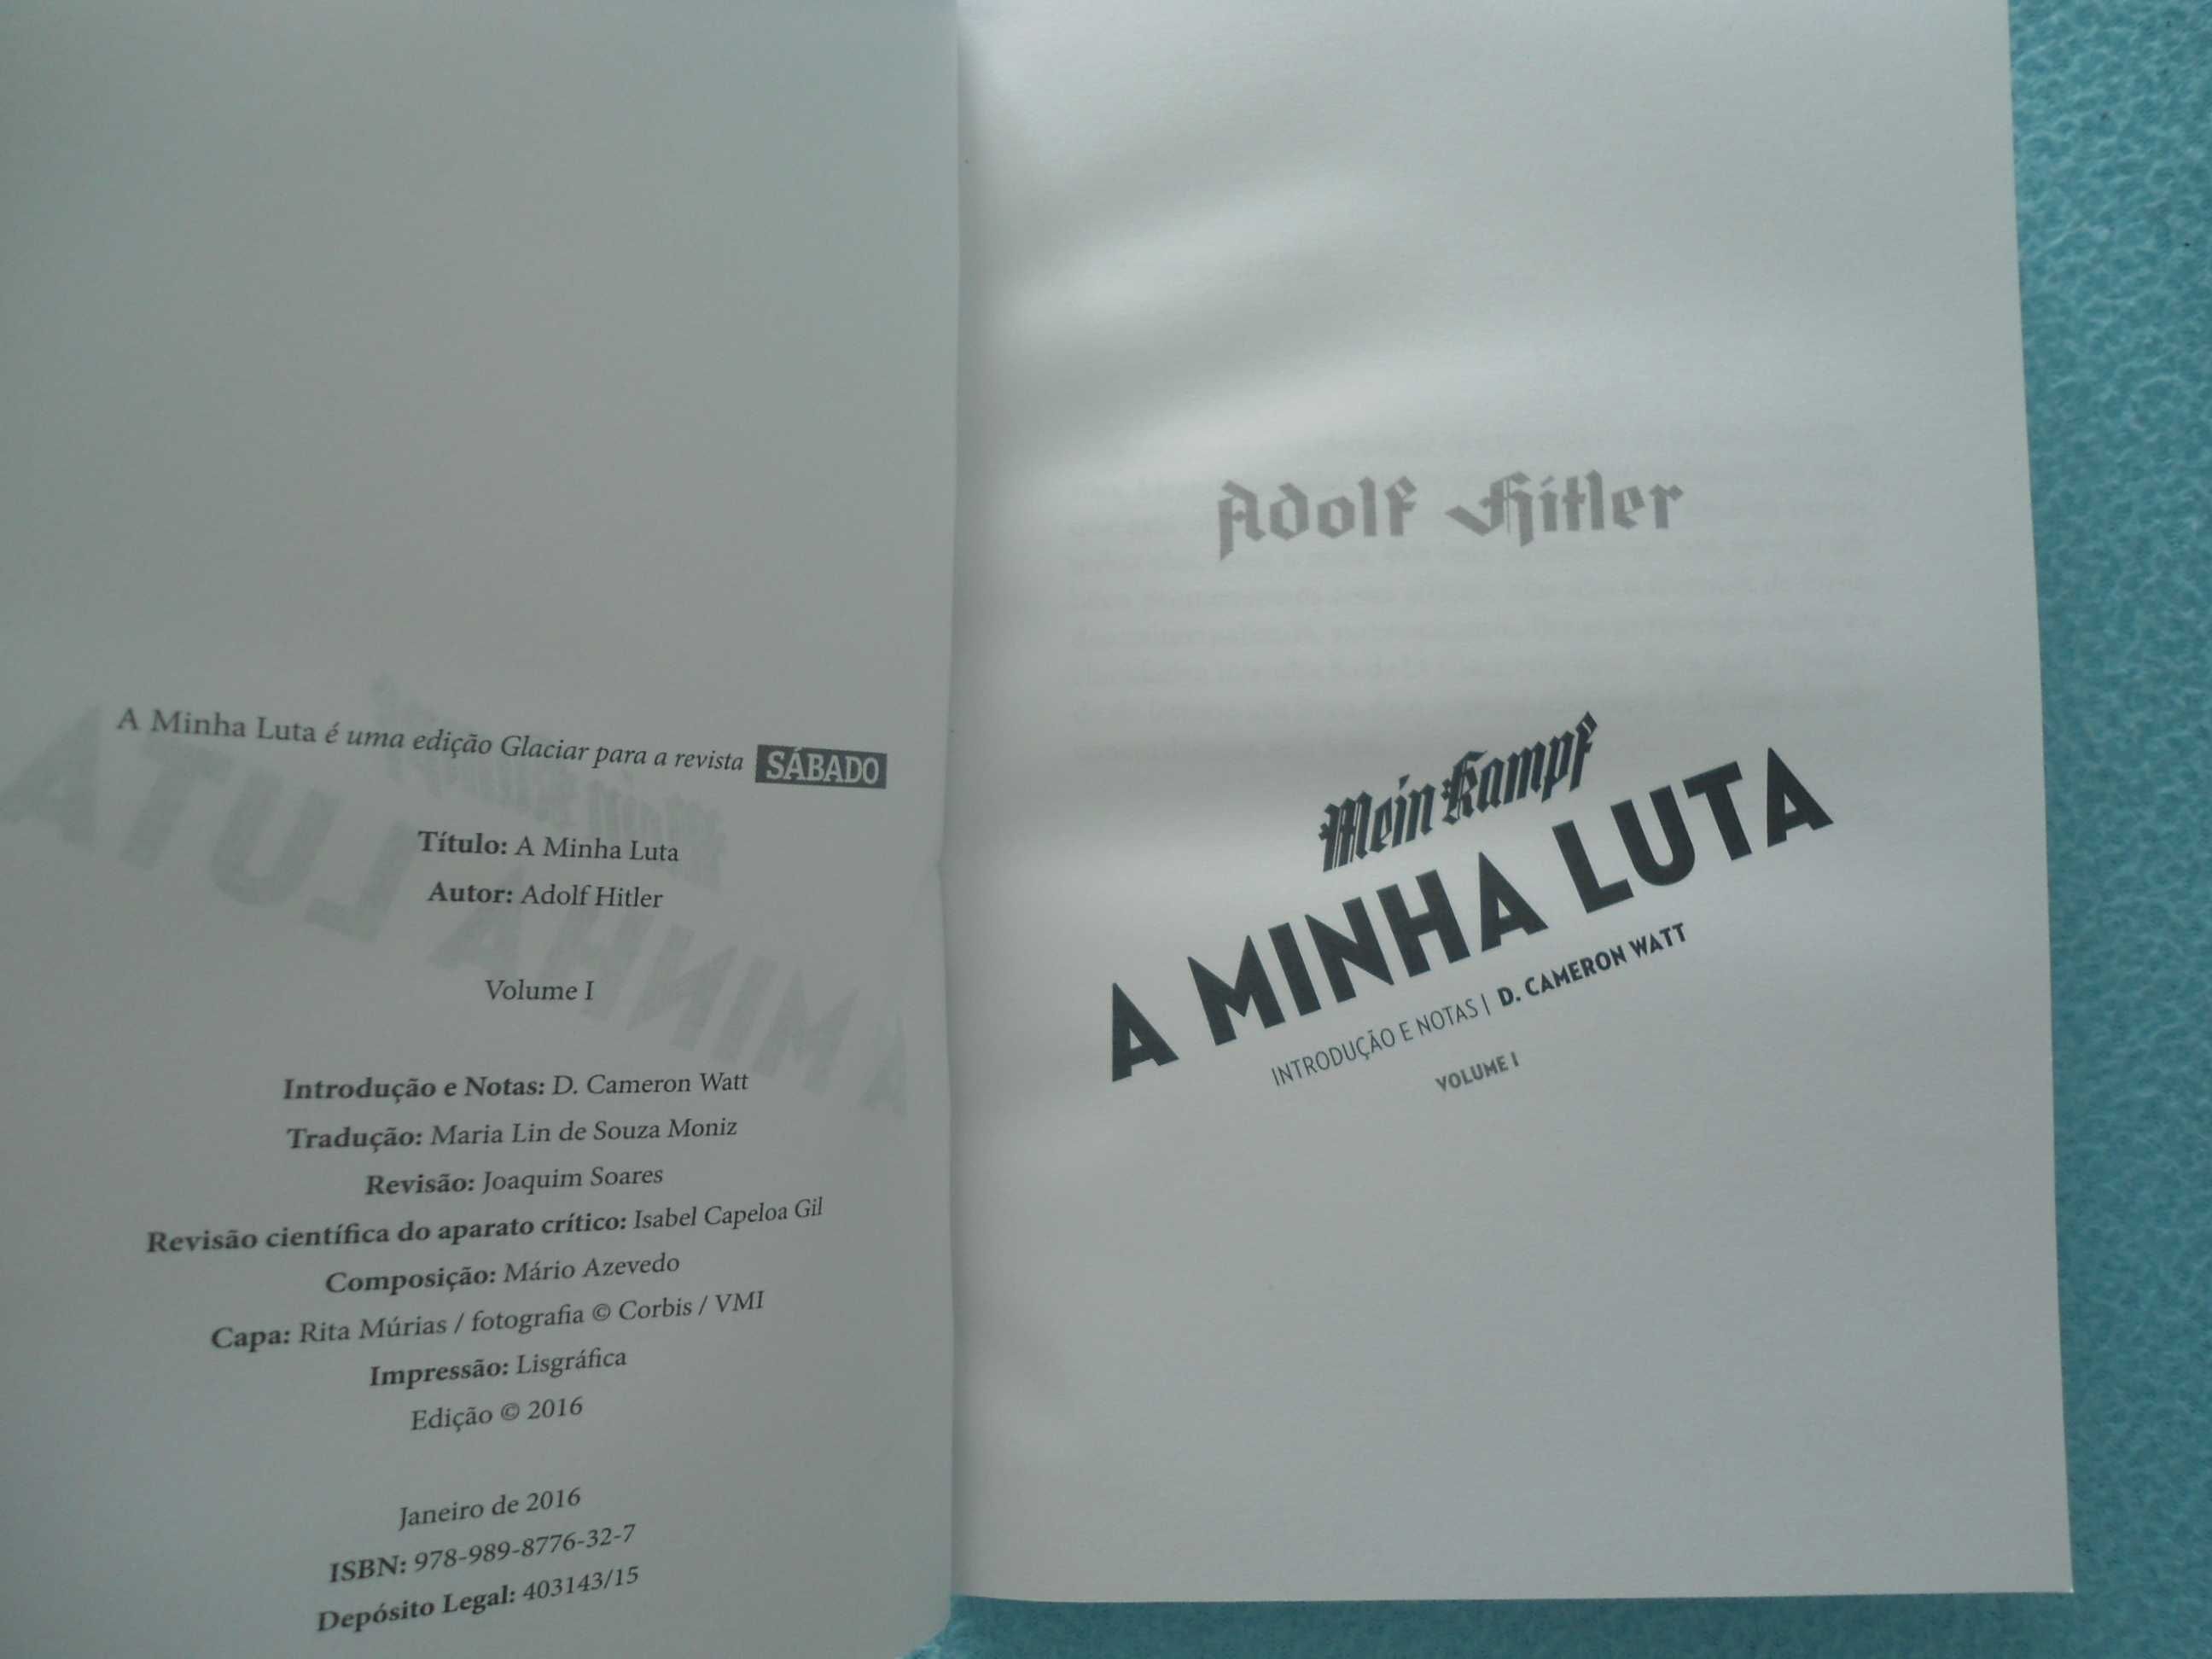 A Minha Luta é uma edição Glaciar para a revista SÁBADO
Título: A Minha Luta
Autor: Adolf Hitler
Volume I
Introdução e Notas: D. Cameron Watt
Tradução: Maria Lin de Souza Moniz
Revisão: Joaquim Soares
Revisão científica do aparato crítico: Isabel Capeloa Gil
Composição: Mário Azevedo
Capa: Rita Múrias / fotografia © Corbis / VMI
Impressão: Lisgráfica
Edição © 2016
Janeiro de 2016
ISBN: 978-989-8776-32-7
Depósito Legal: 403143/15
Adolf Hitler
Mein Kampf
A MINHA LUTA
INTRODUÇÃO E NOTAS | D. CAMERON WATT
VOLUME I